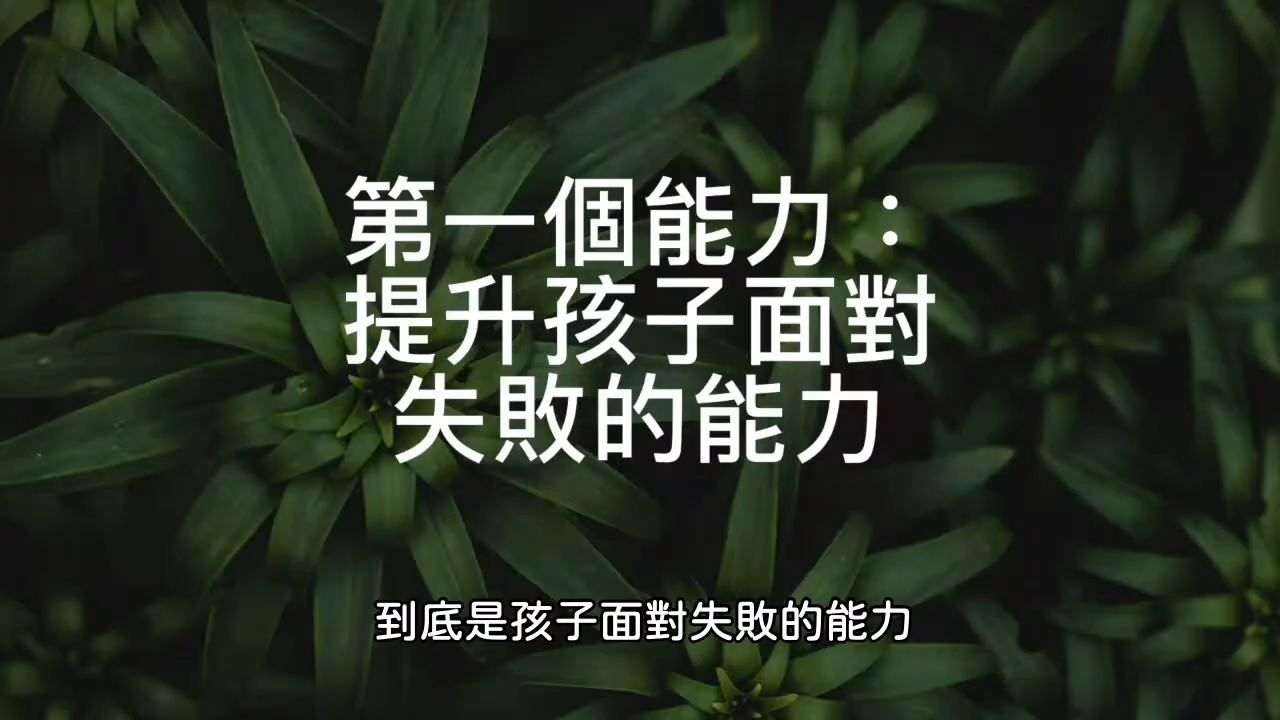 第一個能力：
提升孩子面對
失敗的能力
到底是孩子面對失敗的能力